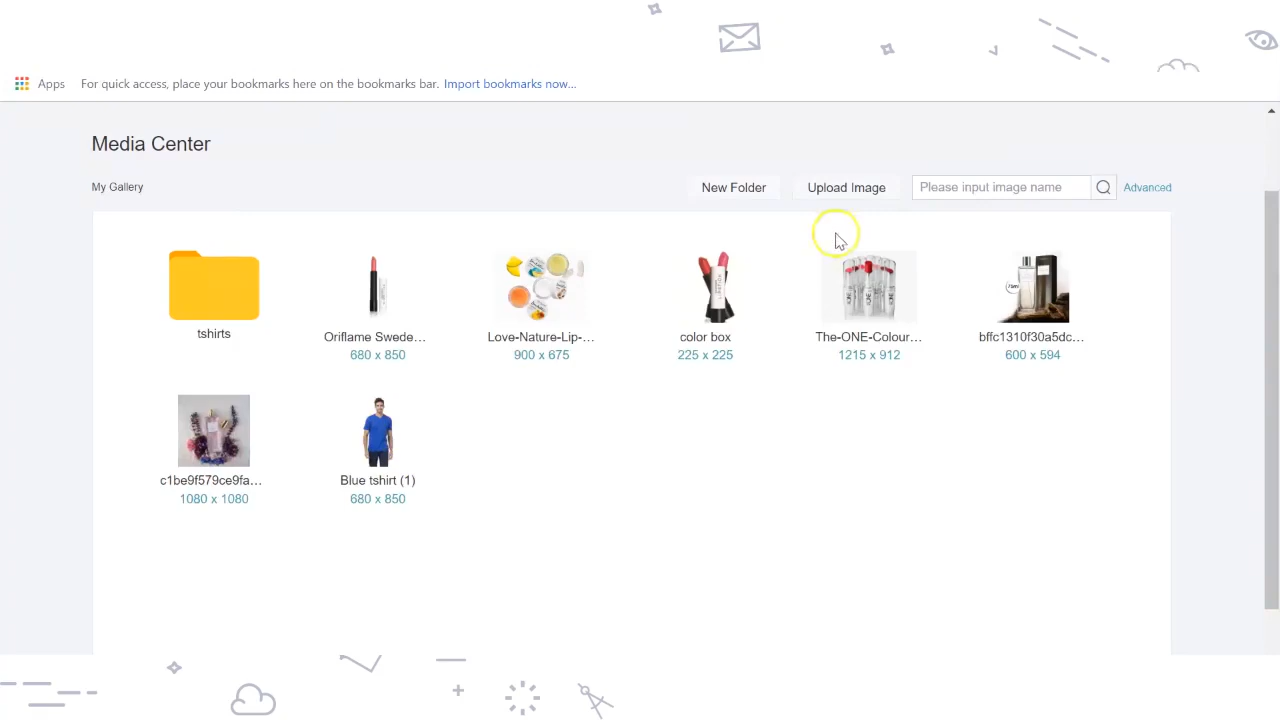 Apps For quick access, place your bookmarks here on the bookmarks bar. Import bookmarks now...
Media Center
My Gallery New Folder Upload Image Please input image name Advanced
tshirts Oriflame Swede... Love-Nature-Lip-... color box The-ONE-Colour... bffc1310f30a5dc...
680 x 850 900 x 675 225 x 225 1215 x 912 600 x 594
c1be9f579ce9fa... Blue tshirt (1)
1080 x 1080 680 x 850